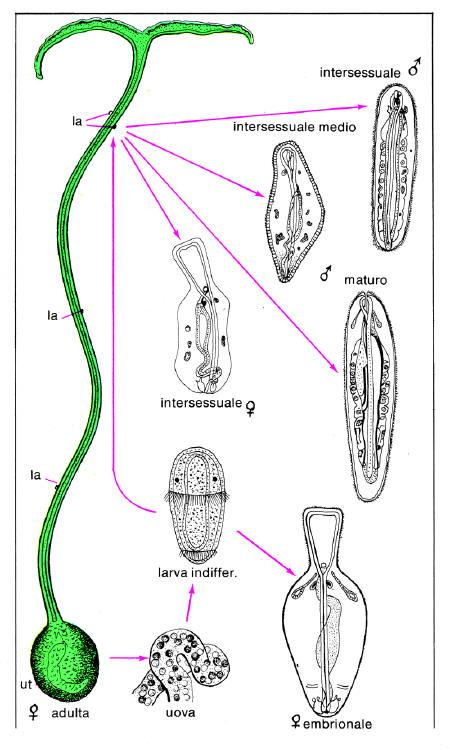 intersessuale ♂
la
intersessuale medio
♂
maturo
la
intersessuale ♀
la
larva indiffer.
ut
♀ adulta
uova
♀ embrionale